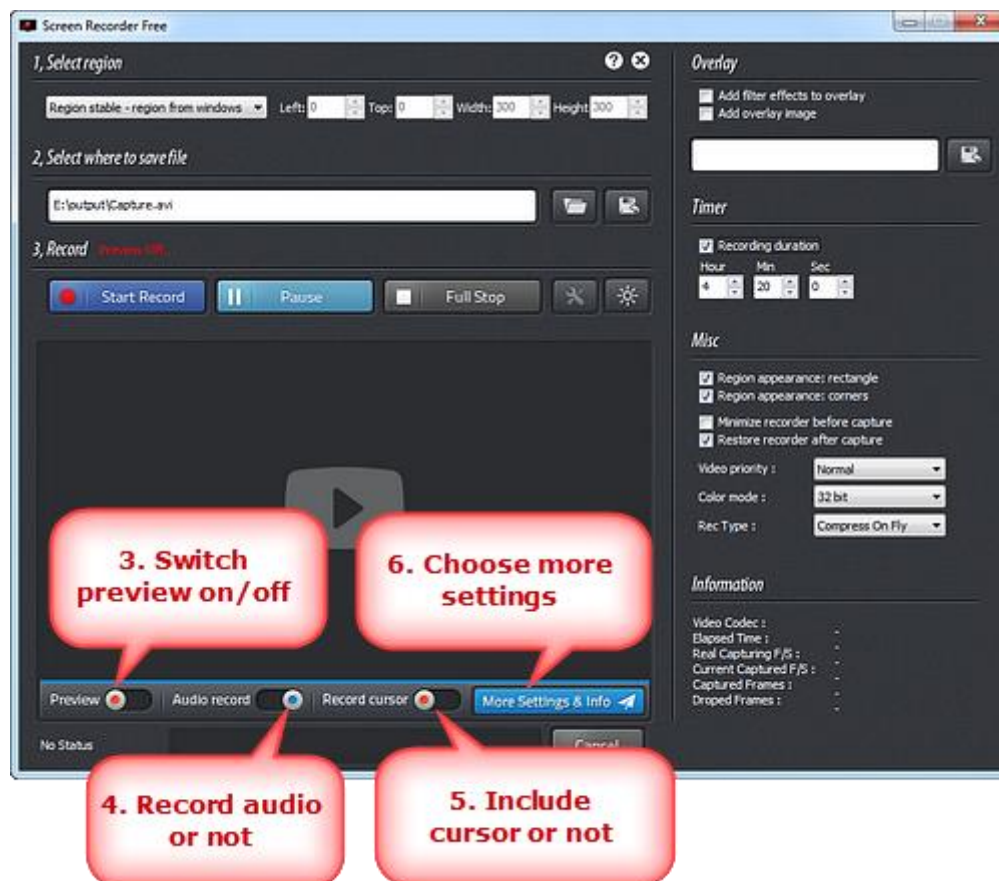 Screen Recorder Free
1, Select region
Region stable - region from windows Left: 0 Top: 0 Width: 300 Height 300
2, Select where to save file
E:\output\Capture.avi
3, Record Preview Off...
Start Record Pause Full Stop
3. Switch
preview on/off
6. Choose more
settings
Preview Audio record Record cursor More Settings & Info
No Status Cancel
4. Record audio
or not
5. Include
cursor or not
Overlay
Add filter effects to overlay
Add overlay image
Timer
Recording duration
Hour Min Sec
4 20 0
Misc
Region appearance: rectangle
Region appearance: corners
Minimize recorder before capture
Restore recorder after capture
Video priority : Normal
Color mode : 32 bit
Rec Type : Compress On Fly
Information
Video Codec :
Elapsed Time : -
Real Capturing F/S : -
Current Captured F/S : -
Captured Frames : -
Droped Frames : -